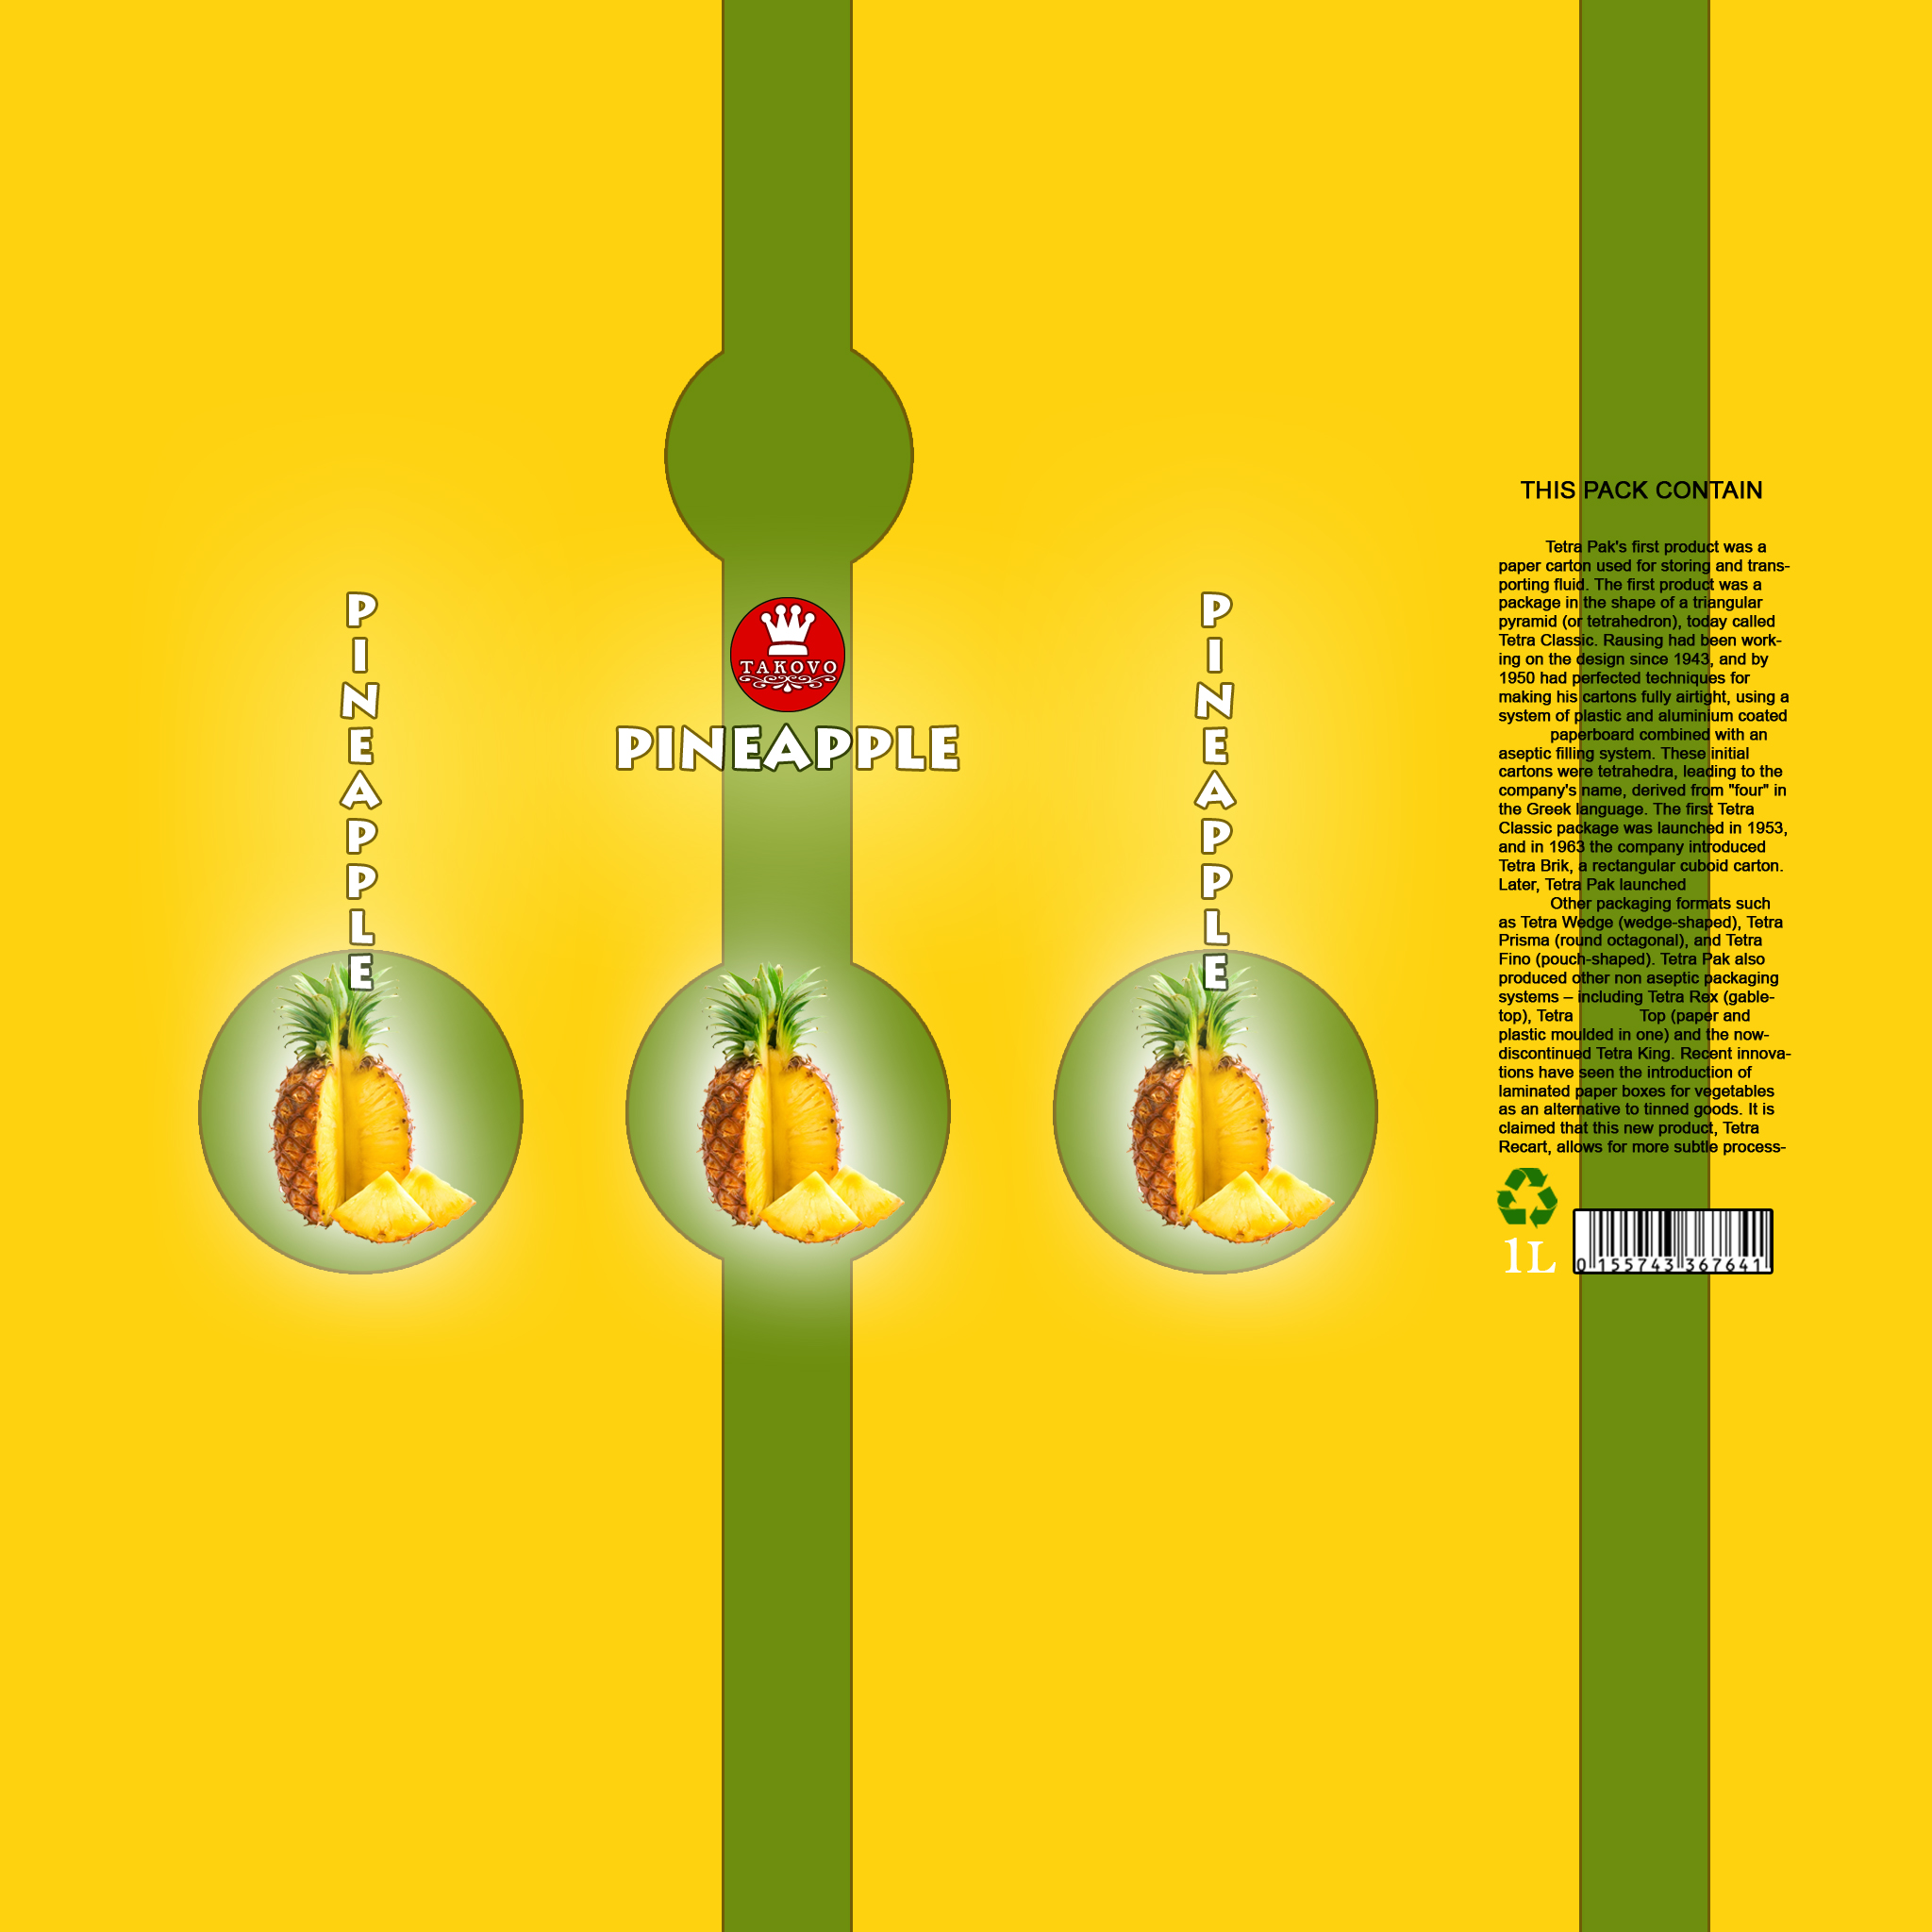 PINEAPPLE
TAKOVO
PINEAPPLE
PINEAPPLE
THIS PACK CONTAIN
Tetra Pak's first product was a
paper carton used for storing and trans-
porting fluid. The first product was a
package in the shape of a triangular
pyramid (or tetrahedron), today called
Tetra Classic. Rausing had been work-
ing on the design since 1943, and by
1950 had perfected techniques for
making his cartons fully airtight, using a
system of plastic and aluminium coated
paperboard combined with an
aseptic filling system. These initial
cartons were tetrahedra, leading to the
company's name, derived from "four" in
the Greek language. The first Tetra
Classic package was launched in 1953,
and in 1963 the company introduced
Tetra Brik, a rectangular cuboid carton.
Later, Tetra Pak launched
Other packaging formats such
as Tetra Wedge (wedge-shaped), Tetra
Prisma (round octagonal), and Tetra
Fino (pouch-shaped). Tetra Pak also
produced other non aseptic packaging
systems – including Tetra Rex (gable-
top), Tetra Top (paper and
plastic moulded in one) and the now-
discontinued Tetra King. Recent innova-
tions have seen the introduction of
laminated paper boxes for vegetables
as an alternative to tinned goods. It is
claimed that this new product, Tetra
Recart, allows for more subtle process-
1L
0 155743 367641